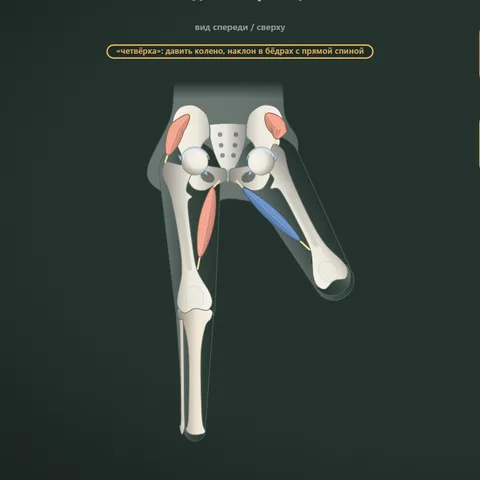 вид спереди / сверху
«четвёрка»: давить колено, наклон в бёдрах с прямой спиной